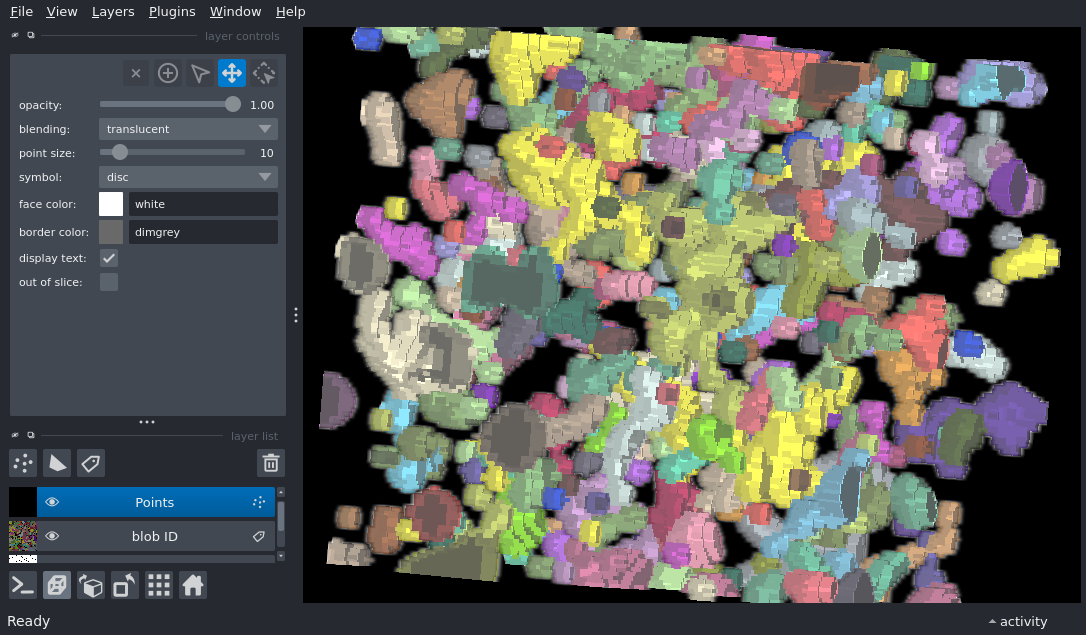 File View Layers Plugins Window Help
layer controls
opacity: 1.00
blending: translucent
point size: 10
symbol: disc
face color: white
border color: dimgrey
display text:
out of slice:
layer list
Points
blob ID
Ready
activity